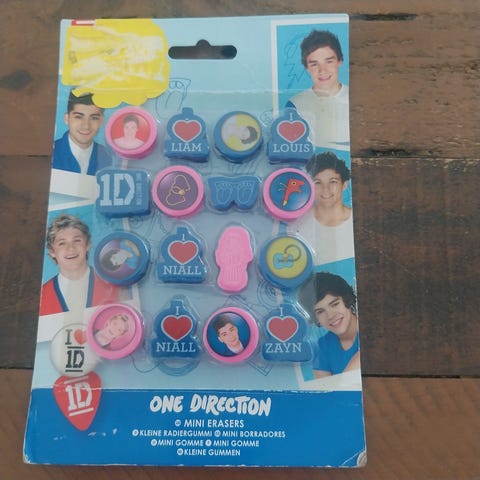 I ❤ LIAM
I ❤ LOUIS
1D
I ❤ NIALL
I ❤ NIALL
I ❤ ZAYN
I ❤ 1D
1D
ONE DIRECTION
MINI ERASERS
KLEINE RADIERGUMMI MINI BORRADORES
MINI GOMME MINI GOMME
KLEINE GUMMEN